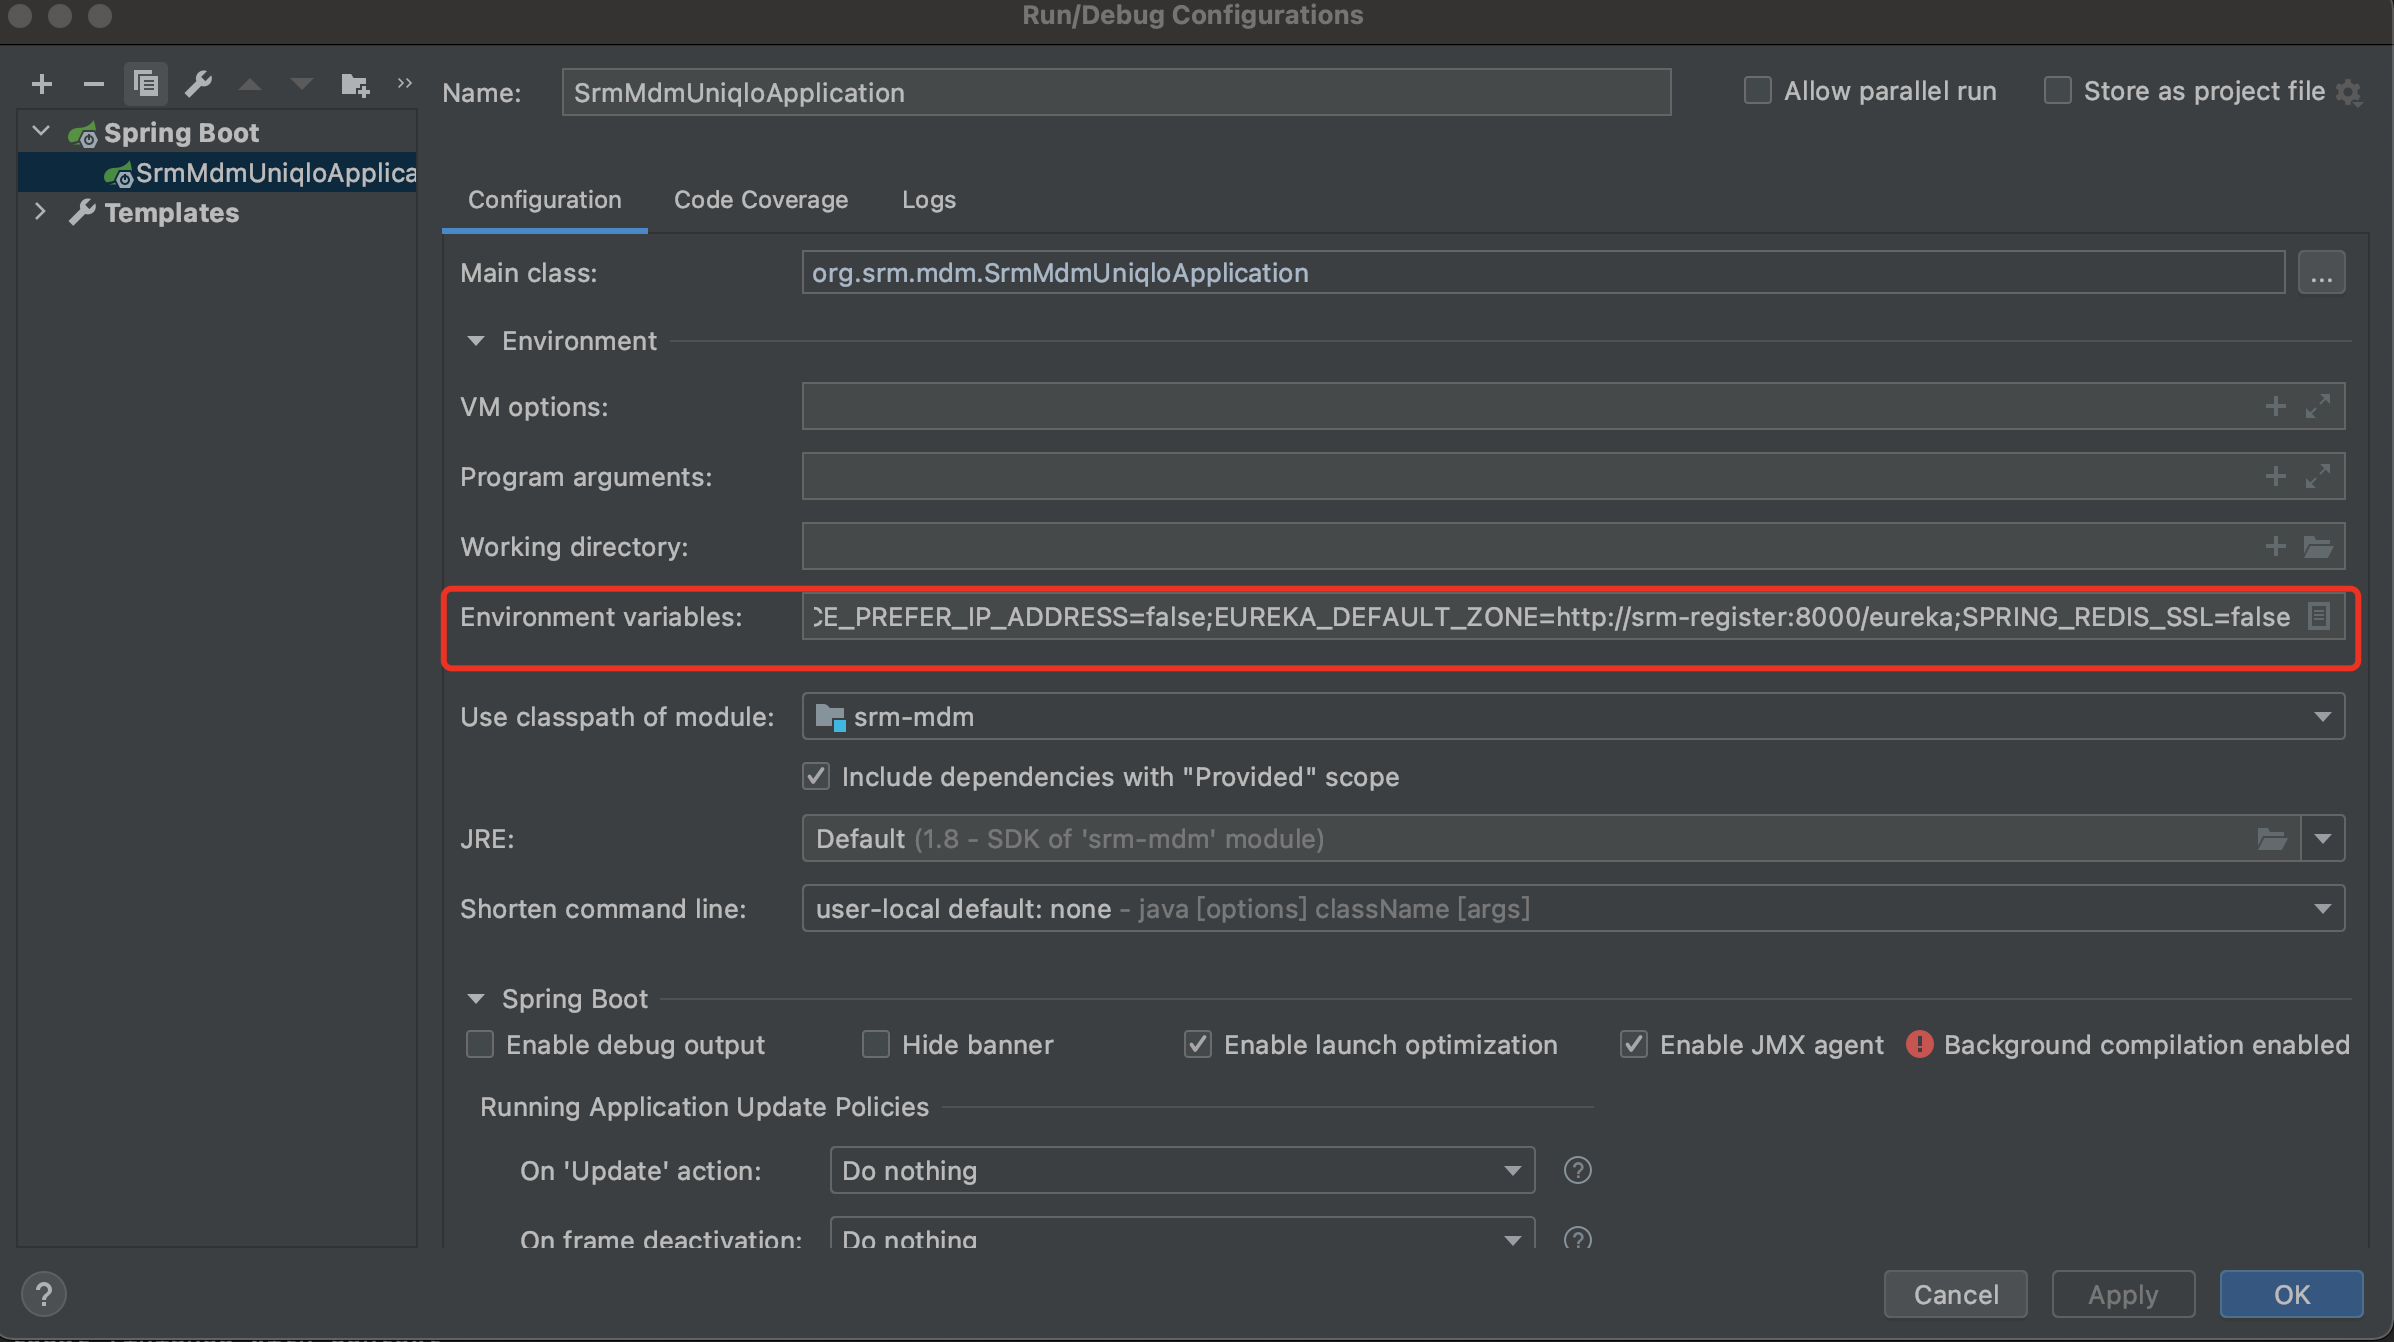 Run/Debug Configurations
Name: SrmMdmUniqloApplication
Allow parallel run
Store as project file
Spring Boot
SrmMdmUniqloApplica
Templates
Configuration Code Coverage Logs
Main class: org.srm.mdm.SrmMdmUniqloApplication ...
Environment
VM options:
Program arguments:
Working directory:
Environment variables: CE_PREFER_IP_ADDRESS=false;EUREKA_DEFAULT_ZONE=http://srm-register:8000/eureka;SPRING_REDIS_SSL=false
Use classpath of module: srm-mdm
Include dependencies with "Provided" scope
JRE: Default (1.8 - SDK of 'srm-mdm' module)
Shorten command line: user-local default: none - java [options] className [args]
Spring Boot
Enable debug output Hide banner Enable launch optimization Enable JMX agent Background compilation enabled
Running Application Update Policies
On 'Update' action: Do nothing ?
On frame deactivation: Do nothing ?
? Cancel Apply OK